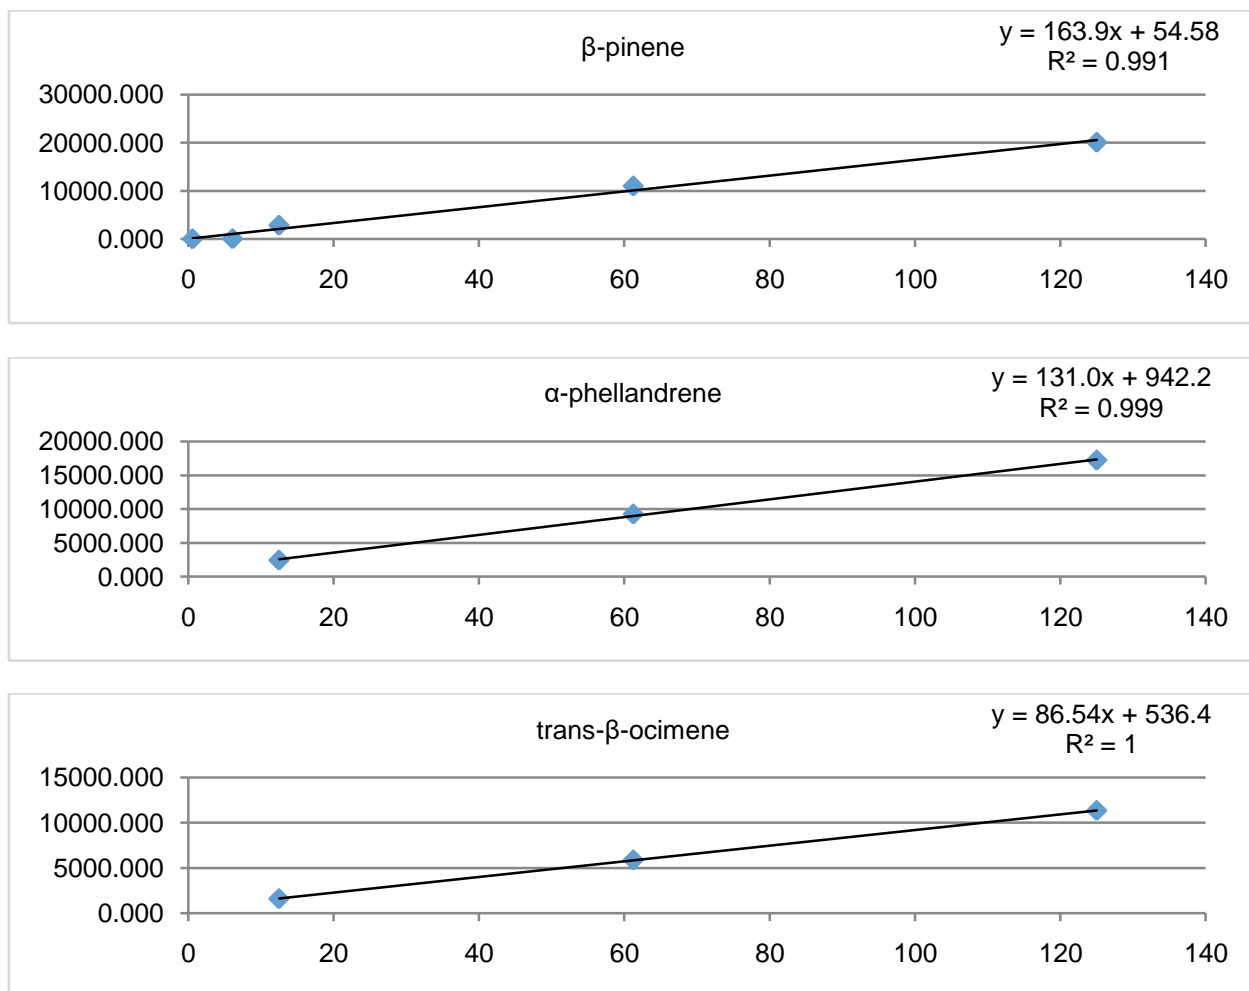 β-pinene
y = 163.9x + 54.58
R² = 0.991
30000.000
20000.000
10000.000
0.000
0 20 40 60 80 100 120 140
α-phellandrene
y = 131.0x + 942.2
R² = 0.999
20000.000
15000.000
10000.000
5000.000
0.000
0 20 40 60 80 100 120 140
trans-β-ocimene
y = 86.54x + 536.4
R² = 1
15000.000
10000.000
5000.000
0.000
0 20 40 60 80 100 120 140